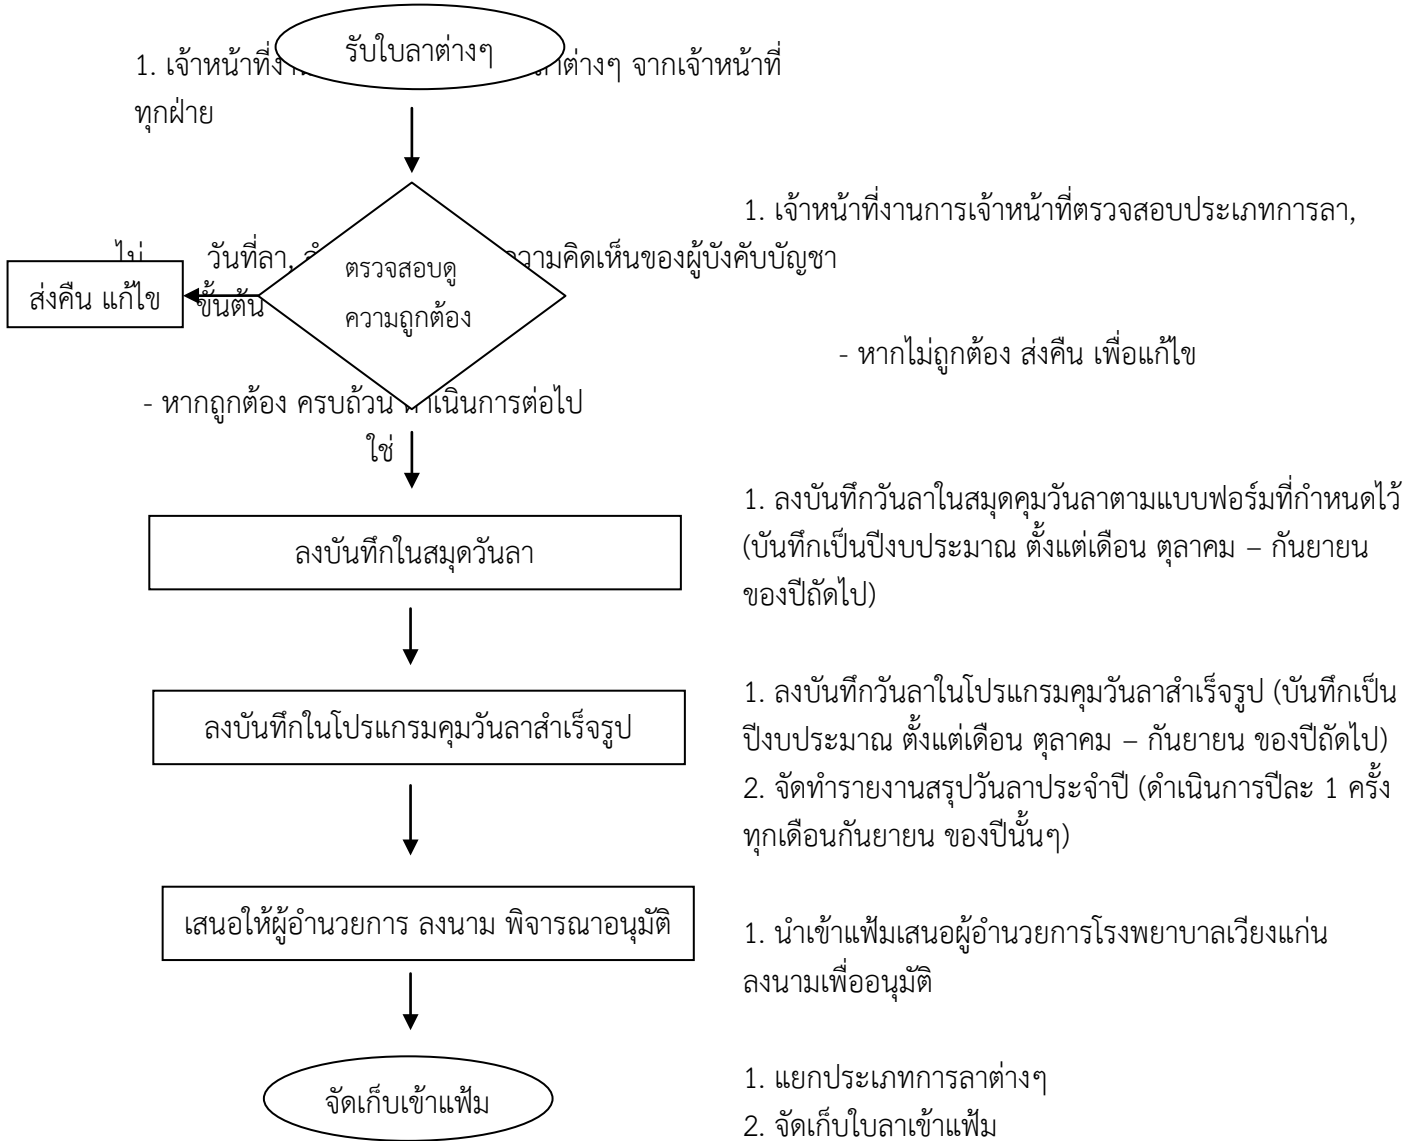 รับใบลาต่างๆ
1. เจ้าหน้าที่ ต่างๆ จากเจ้าหน้าที่
ทุกฝ่าย
1. เจ้าหน้าที่งานการเจ้าหน้าที่ตรวจสอบประเภทการลา,
ไม่ วันที่ลา, ความคิดเห็นของผู้บังคับบัญชา
ขั้นต้น
ตรวจสอบดู
ความถูกต้อง
ส่งคืน แก้ไข
- หากไม่ถูกต้อง ส่งคืน เพื่อแก้ไข
- หากถูกต้อง ครบถ้วน ดำเนินการต่อไป
ใช่
ลงบันทึกในสมุดวันลา
1. ลงบันทึกวันลาในสมุดคุมวันลาตามแบบฟอร์มที่กำหนดไว้
(บันทึกเป็นปีงบประมาณ ตั้งแต่เดือน ตุลาคม – กันยายน
ของปีถัดไป)
ลงบันทึกในโปรแกรมคุมวันลาสำเร็จรูป
1. ลงบันทึกวันลาในโปรแกรมคุมวันลาสำเร็จรูป (บันทึกเป็น
ปีงบประมาณ ตั้งแต่เดือน ตุลาคม – กันยายน ของปีถัดไป)
2. จัดทำรายงานสรุปวันลาประจำปี (ดำเนินการปีละ 1 ครั้ง
ทุกเดือนกันยายน ของปีนั้นๆ)
เสนอให้ผู้อำนวยการ ลงนาม พิจารณาอนุมัติ
1. นำเข้าแฟ้มเสนอผู้อำนวยการโรงพยาบาลเวียงแก่น
ลงนามเพื่ออนุมัติ
จัดเก็บเข้าแฟ้ม
1. แยกประเภทการลาต่างๆ
2. จัดเก็บใบลาเข้าแฟ้ม